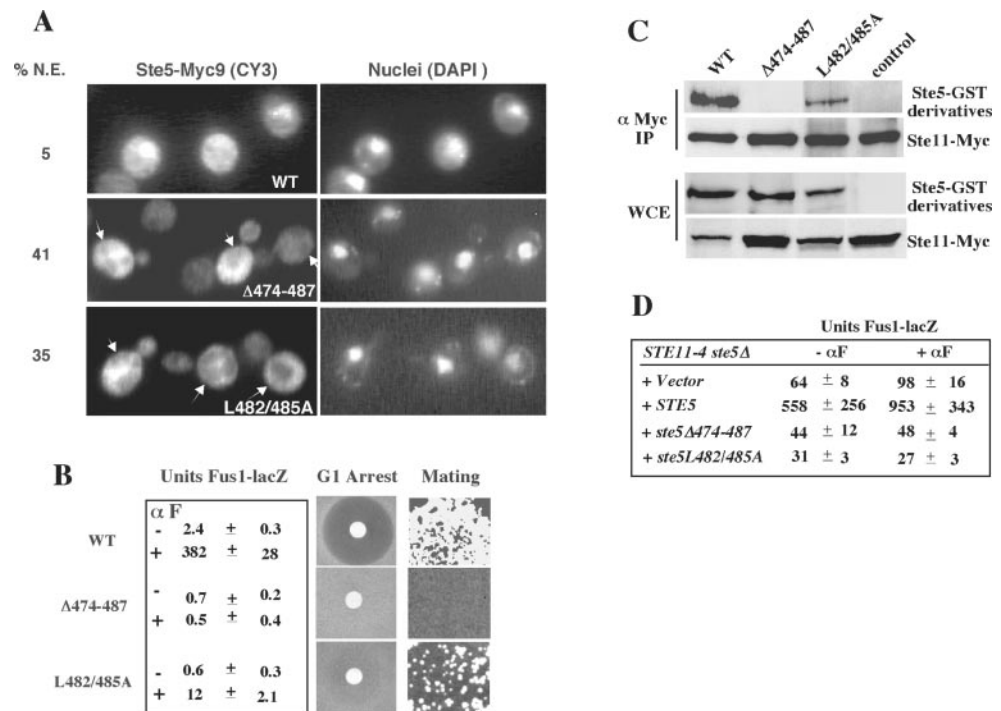 A
% N.E.
Ste5-Myc9 (CY3)
Nuclei (DAPI )
5
WT
41
Δ474-487
35
L482/485A
B
Units Fus1-lacZ
G1 Arrest
Mating
α F
WT
- 2.4 ± 0.3
+ 382 ± 28
Δ474-487
- 0.7 ± 0.2
+ 0.5 ± 0.4
L482/485A
- 0.6 ± 0.3
+ 12 ± 2.1
C
WT
Δ474-487
L482/485A
control
α Myc
IP
Ste5-GST
derivatives
Ste11-Myc
WCE
Ste5-GST
derivatives
Ste11-Myc
D
Units Fus1-lacZ
STE11-4 ste5Δ - αF + αF
+ Vector 64 ± 8 98 ± 16
+ STE5 558 ± 256 953 ± 343
+ ste5Δ474-487 44 ± 12 48 ± 4
+ ste5L482/485A 31 ± 3 27 ± 3